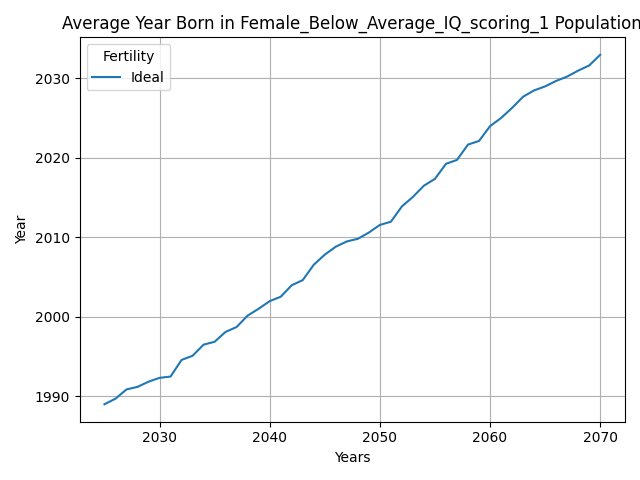 Average Year Born in Female_Below_Average_IQ_scoring_1 Population
Fertility
Ideal
2030
2020
2010
2000
1990
Year
2030 2040 2050 2060 2070
Years